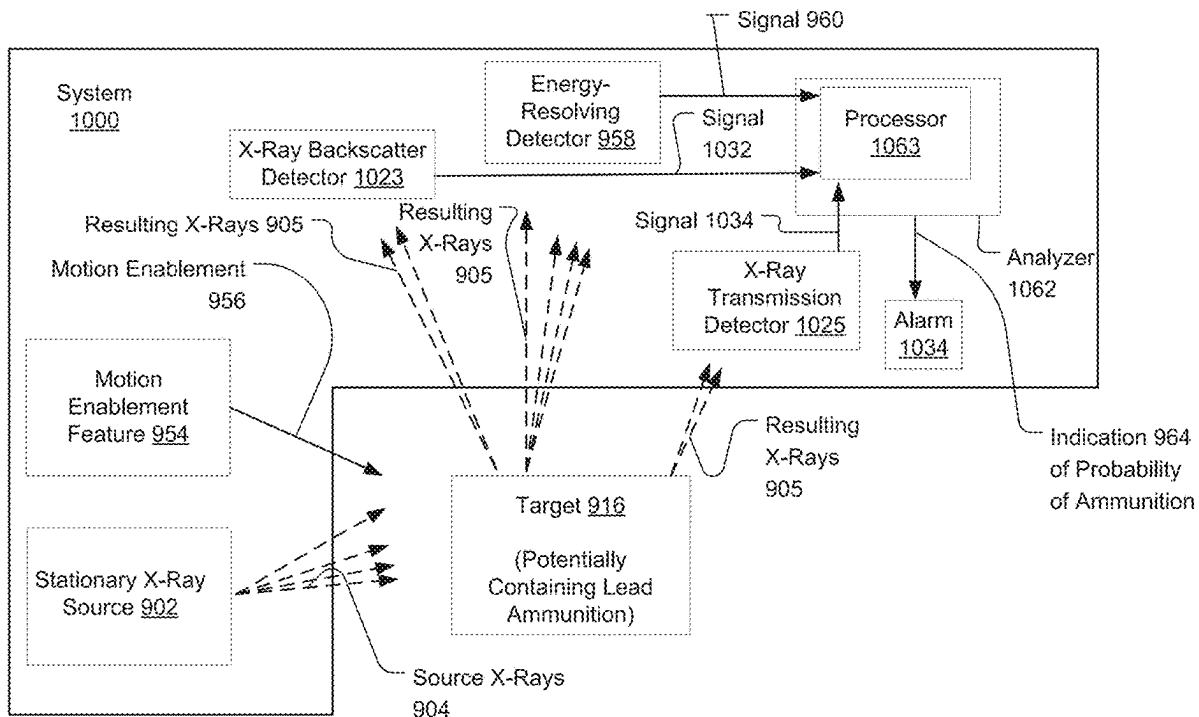 Signal 960
System
1000
Energy-
Resolving
Detector 958
Signal
1032
Processor
1063
X-Ray Backscatter
Detector 1023
Resulting X-Rays 905
Resulting
X-Rays
905
Signal 1034
Motion Enablement
956
X-Ray
Transmission
Detector 1025
Analyzer
1062
Alarm
1034
Motion
Enablement
Feature 954
Resulting
X-Rays
905
Indication 964
of Probability
of Ammunition
Target 916
(Potentially
Containing Lead
Ammunition)
Stationary X-Ray
Source 902
Source X-Rays
904